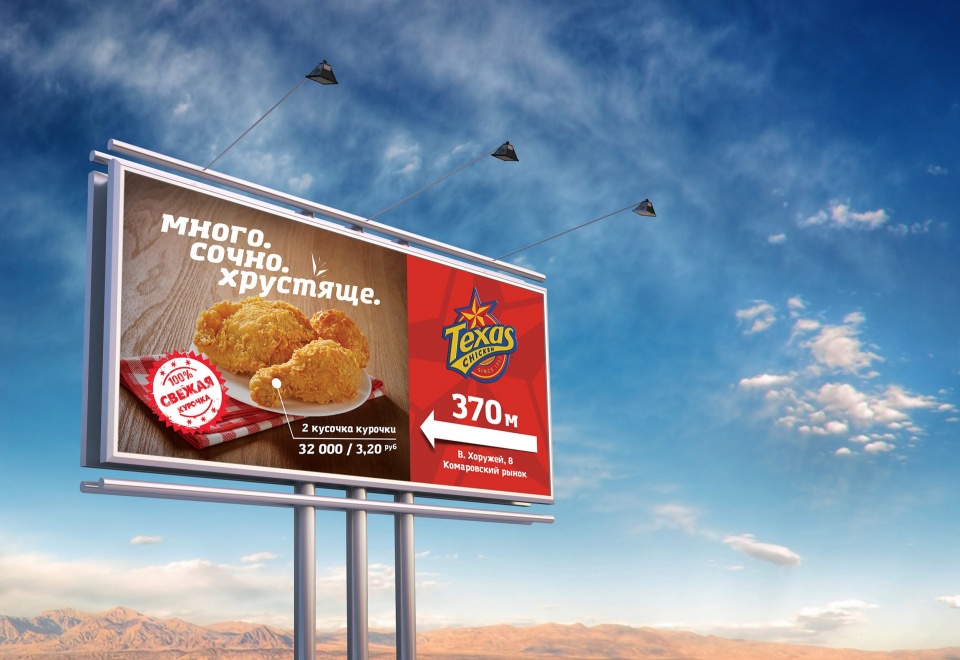 много.
сочно.
хрустяще.
100%
СВЕЖАЯ
КУРОЧКА
2 кусочка курочки
32 000 / 3,20 руб
Texas
CHICKEN
370м
В. Хоружей, 8
Комаровский рынок